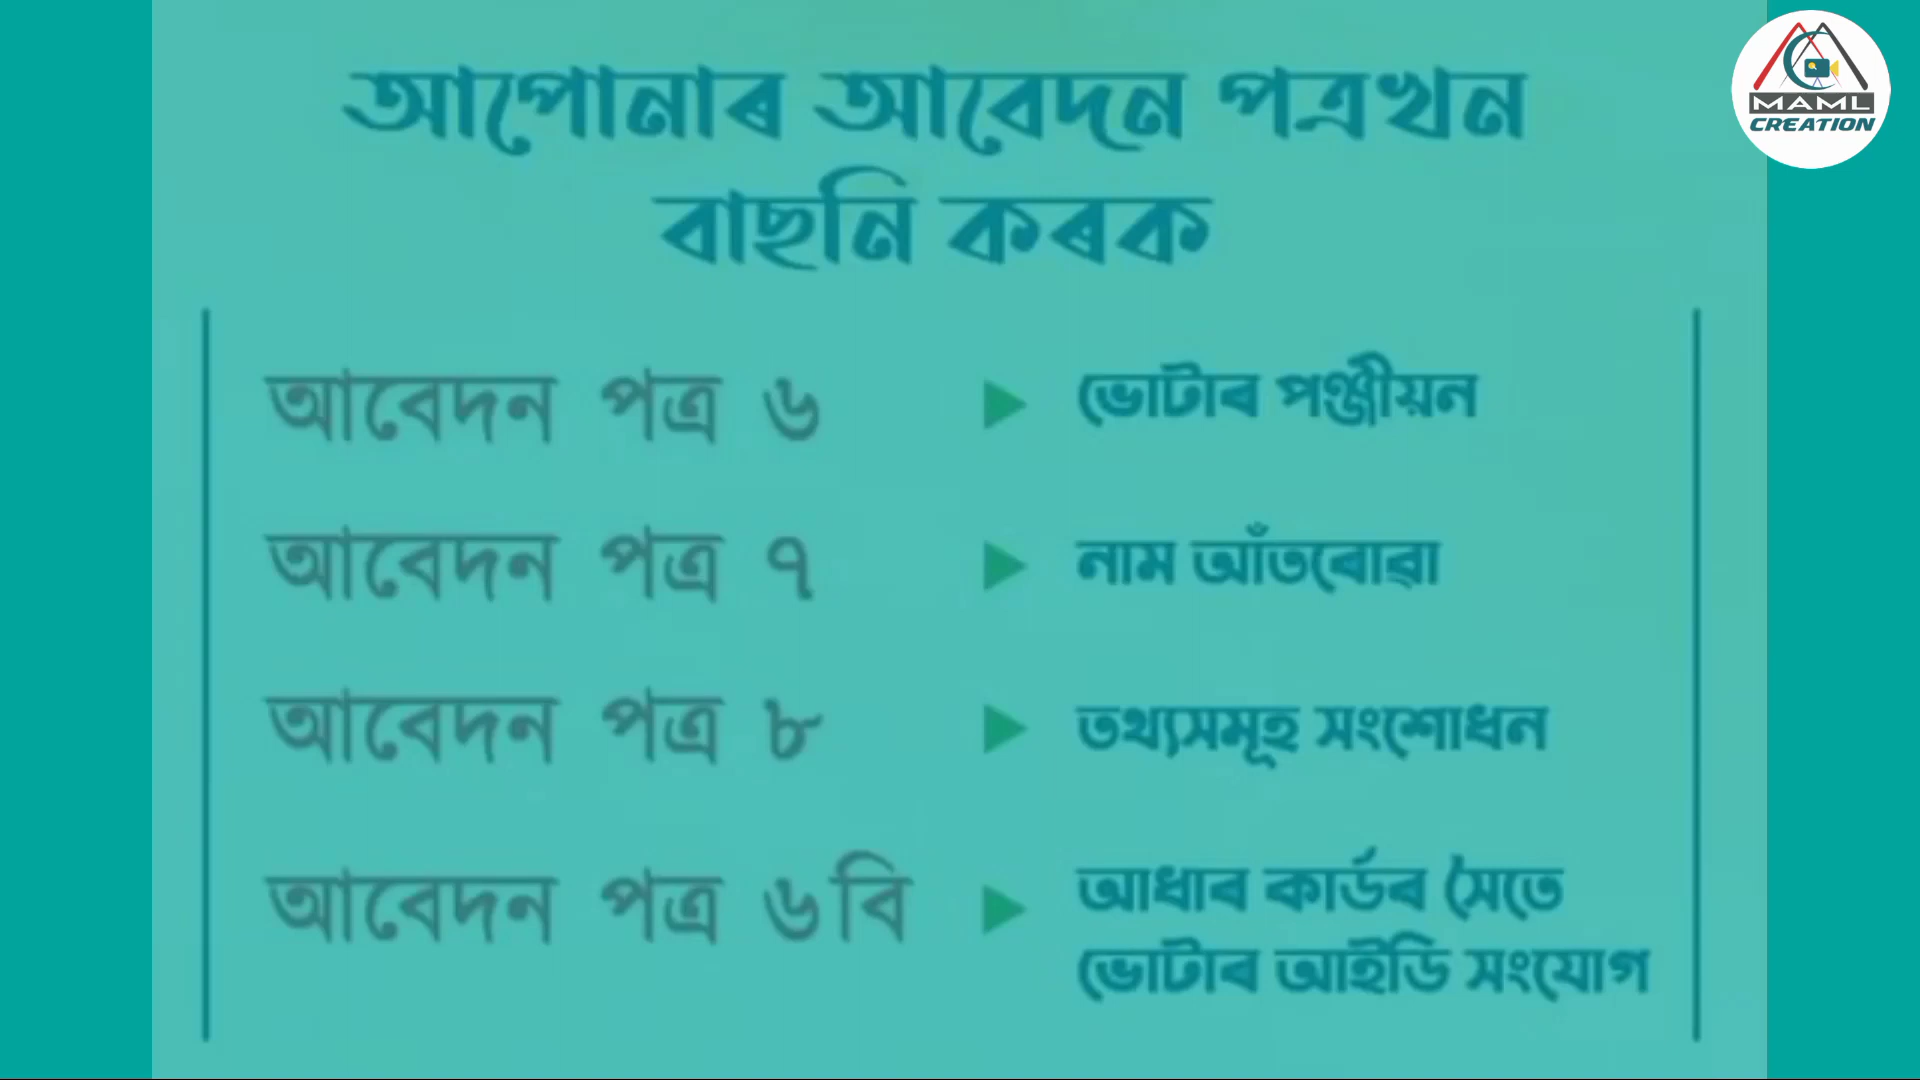 আপোনাৰ আবেদন পত্ৰখন
বাছনি কৰক
আবেদন পত্ৰ ৬ ▶ ভোটাৰ পঞ্জীয়ন
আবেদন পত্ৰ ৭ ▶ নাম আঁতৰোৱা
আবেদন পত্ৰ ৮ ▶ তথ্যসমূহ সংশোধন
আবেদন পত্ৰ ৬বি ▶ আধাৰ কাৰ্ডৰ সৈতে
ভোটাৰ আইডি সংযোগ
MAML
CREATION